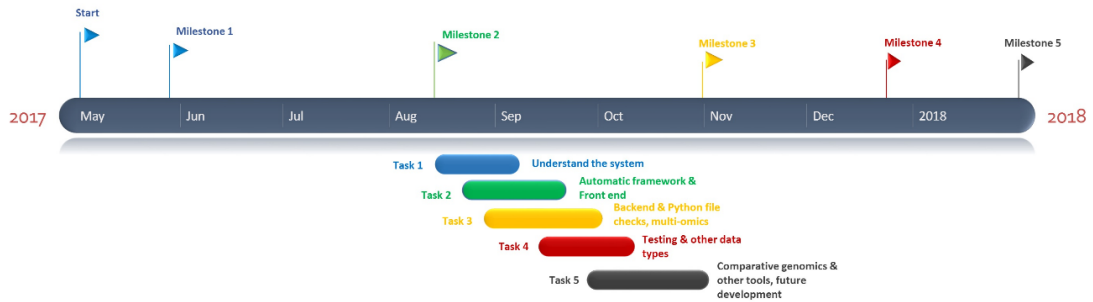 Start
Milestone 1
Milestone 2
Milestone 3
Milestone 4
Milestone 5
2017
May
Jun
Jul
Aug
Sep
Oct
Nov
Dec
2018
2018
Task 1
Understand the system
Task 2
Automatic framework &
Front end
Task 3
Backend & Python file
checks, multi-omics
Task 4
Testing & other data
types
Task 5
Comparative genomics &
other tools, future
development